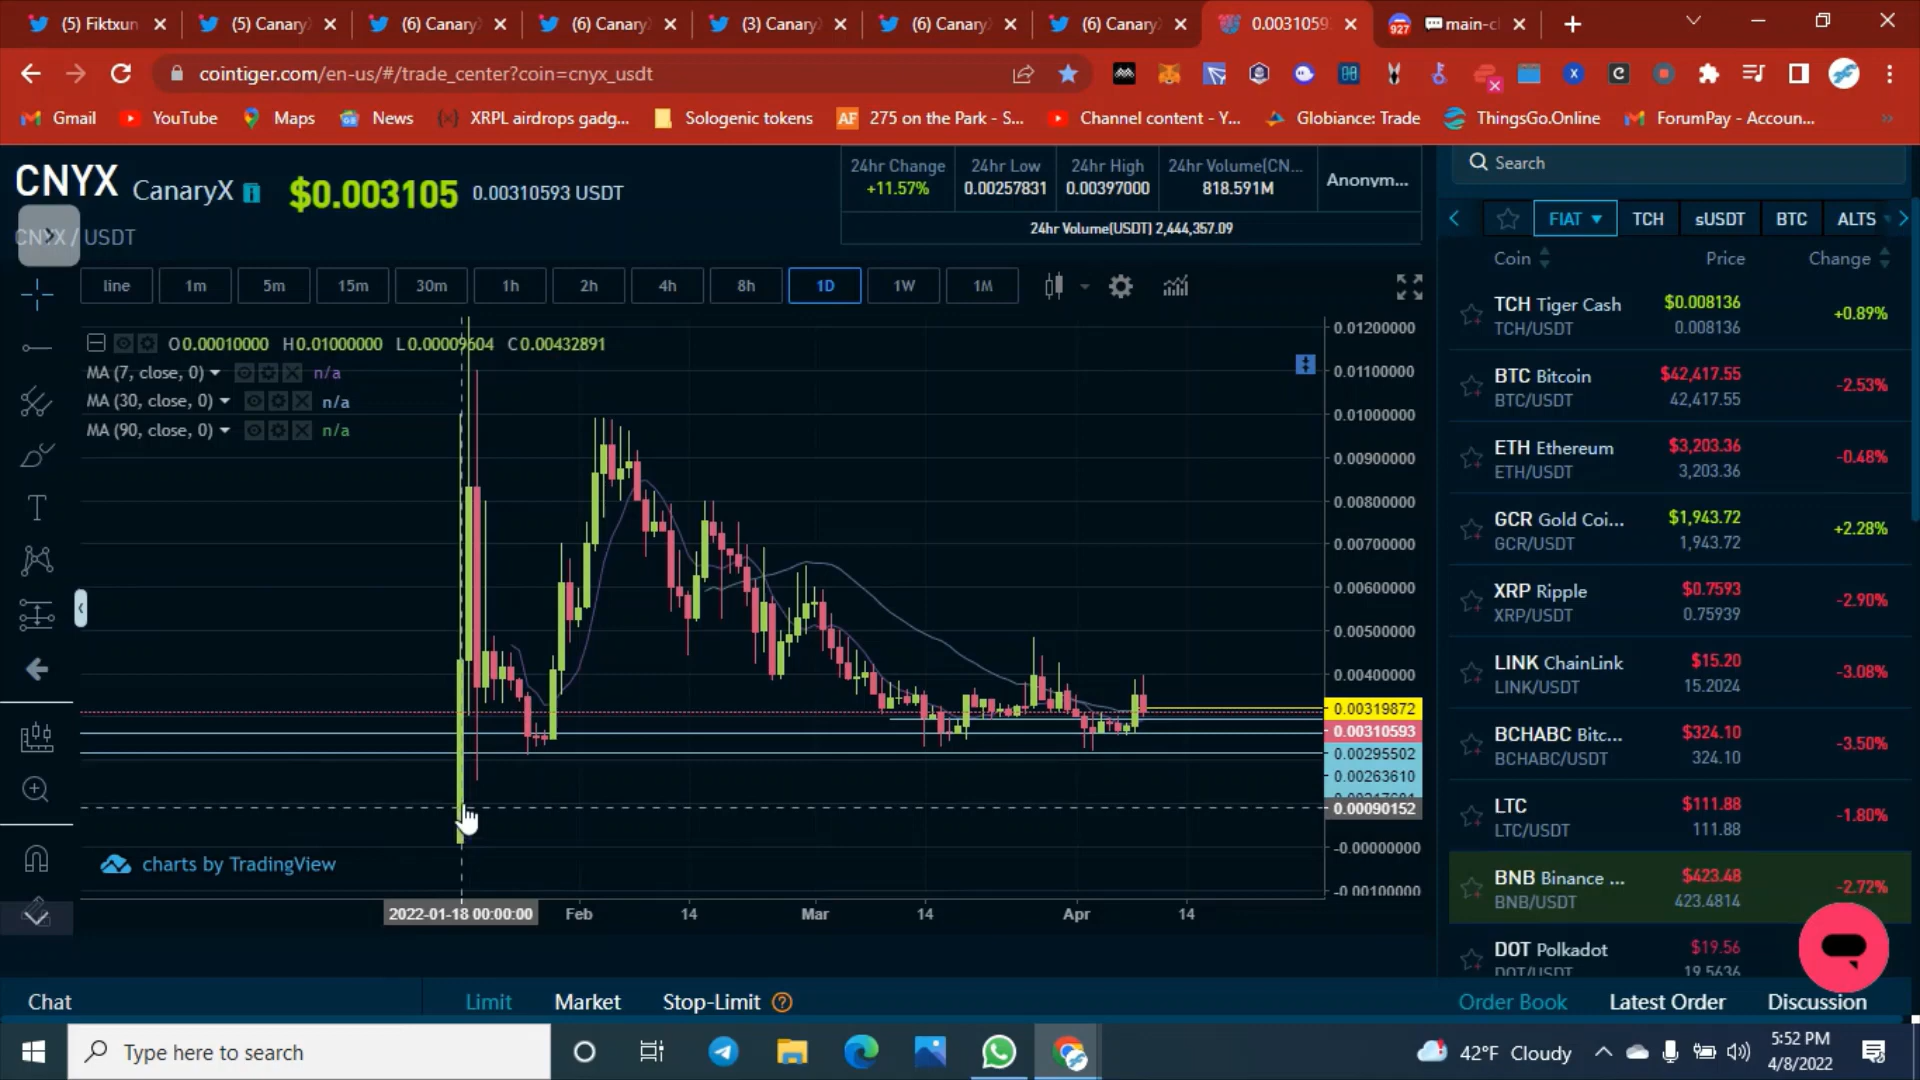 (5) Fiktxun
(5) Canary
(6) Canary
(6) Canary
(3) Canary
(6) Canary
(6) Canary
0.0031059
927 main-c
cointiger.com/en-us/#/trade_center?coin=cnyx_usdt
Gmail
YouTube
Maps
News
XRPL airdrops gadg...
Sologenic tokens
AF 275 on the Park - S...
Channel content - Y...
Globiance: Trade
ThingsGo.Online
ForumPay - Accoun...
CNYX CanaryX $0.003105 0.00310593 USDT
CNYX / USDT
24hr Change
+11.57%
24hr Low
0.00257831
24hr High
0.00397000
24hr Volume(CN...
818.591M
Anonym...
24hr Volume(USDT) 2,444,357.09
line 1m 5m 15m 30m 1h 2h 4h 8h 1D 1W 1M
O0.00010000 H0.01000000 L0.00009604 C0.00432891
MA (7, close, 0) n/a
MA (30, close, 0) n/a
MA (90, close, 0) n/a
0.01200000
0.01100000
0.01000000
0.00900000
0.00800000
0.00700000
0.00600000
0.00500000
0.00400000
0.00319872
0.00310593
0.00295502
0.00263610
0.00090152
-0.00000000
-0.00100000
charts by TradingView
2022-01-18 00:00:00 Feb 14 Mar 14 Apr 14
Search
FIAT TCH sUSDT BTC ALTS
Coin Price Change
TCH Tiger Cash $0.008136 +0.89%
TCH/USDT 0.008136
BTC Bitcoin $42,417.55 -2.53%
BTC/USDT 42,417.55
ETH Ethereum $3,203.36 -0.48%
ETH/USDT 3,203.36
GCR Gold Coi... $1,943.72 +2.28%
GCR/USDT 1,943.72
XRP Ripple $0.7593 -2.90%
XRP/USDT 0.75939
LINK ChainLink $15.20 -3.08%
LINK/USDT 15.2024
BCHABC Bitc... $324.10 -3.50%
BCHABC/USDT 324.10
LTC $111.88 -1.80%
LTC/USDT 111.88
BNB Binance ... $423.48 -2.72%
BNB/USDT 423.4814
DOT Polkadot $19.56
DOT/USDT 19.5636
Chat
Limit Market Stop-Limit
Order Book Latest Order Discussion
Type here to search
42°F Cloudy
5:52 PM
4/8/2022